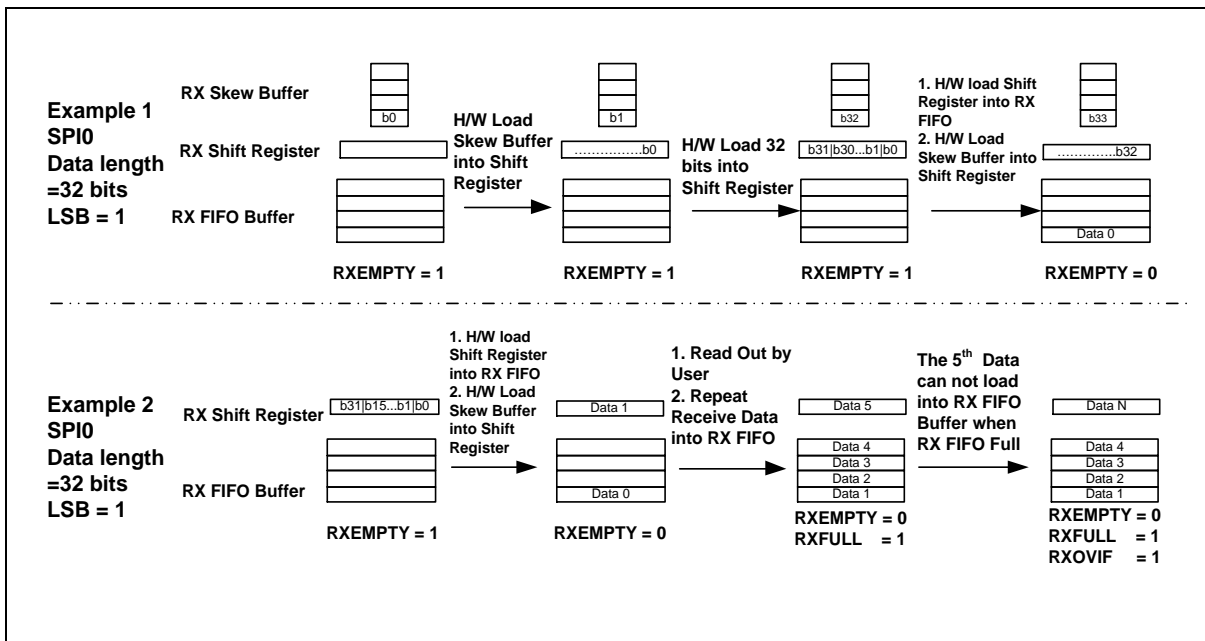 Example 1
SPI0
Data length
=32 bits
LSB = 1
RX Skew Buffer
RX Shift Register
RX FIFO Buffer
b0
RXEMPTY = 1
H/W Load
Skew Buffer
into Shift
Register
b1
................b0
RXEMPTY = 1
H/W Load 32
bits into
Shift Register
b32
b31|b30...b1|b0
RXEMPTY = 1
1. H/W load Shift
Register into RX
FIFO
2. H/W Load
Skew Buffer into
Shift Register
b33
..............b32
Data 0
RXEMPTY = 0
Example 2
SPI0
Data length
=32 bits
LSB = 1
RX Shift Register
RX FIFO Buffer
b31|b15...b1|b0
RXEMPTY = 1
1. H/W load
Shift Register
into RX FIFO
2. H/W Load
Skew Buffer
into Shift
Register
Data 1
Data 0
RXEMPTY = 0
1. Read Out by
User
2. Repeat
Receive Data
into RX FIFO
Data 5
Data 4
Data 3
Data 2
Data 1
RXEMPTY = 0
RXFULL = 1
The 5th Data
can not load
into RX FIFO
Buffer when
RX FIFO Full
Data N
Data 4
Data 3
Data 2
Data 1
RXEMPTY = 0
RXFULL = 1
RXOVIF = 1